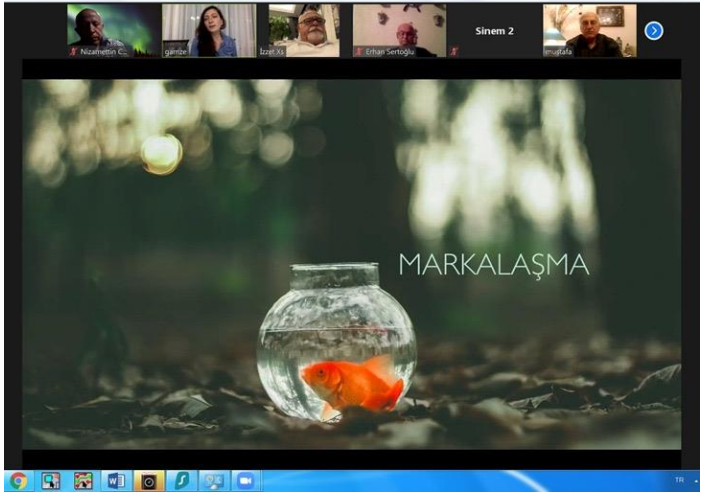 Nizamettin C...
gamze
İzzet Xs
Erhan Sertoğlu
Sinem 2
mustafa
MARKALAŞMA
TR